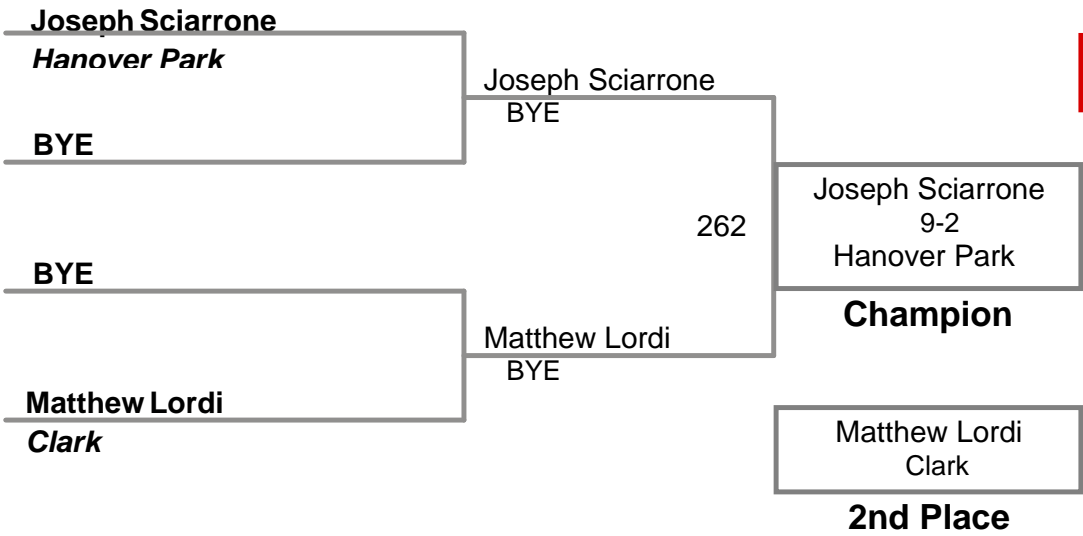 Joseph Sciarrone
Hanover Park
Joseph Sciarrone
BYE
BYE
262
Joseph Sciarrone
9-2
Hanover Park
Champion
BYE
Matthew Lordi
BYE
Matthew Lordi
Clark
Matthew Lordi
Clark
2nd Place